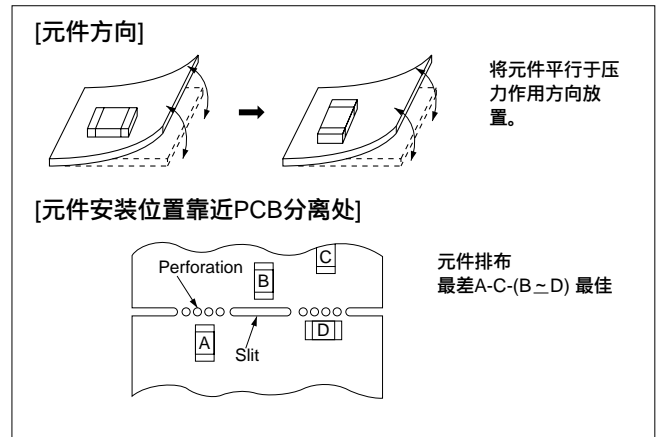 [元件方向]
将元件平行于压
力作用方向放
置。
[元件安装位置靠近PCB分离处]
Perforation
C
B
A
Slit
D
元件排布
最差A-C-(B ~ D) 最佳